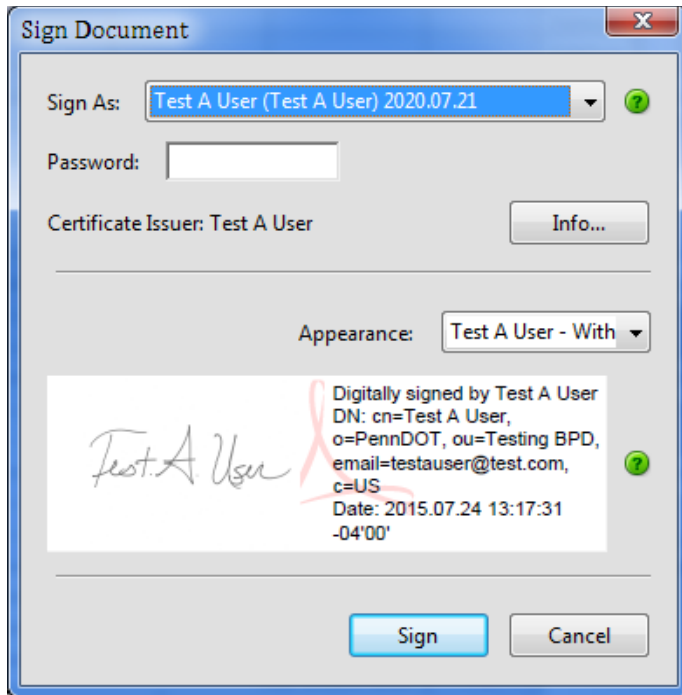 Sign Document
Sign As: Test A User (Test A User) 2020.07.21
Password:
Certificate Issuer: Test A User Info...
Appearance: Test A User - With
Test. A. User
Digitally signed by Test A User
DN: cn=Test A User,
o=PennDOT, ou=Testing BPD,
email=testauser@test.com,
c=US
Date: 2015.07.24 13:17:31
-04'00'
Sign Cancel